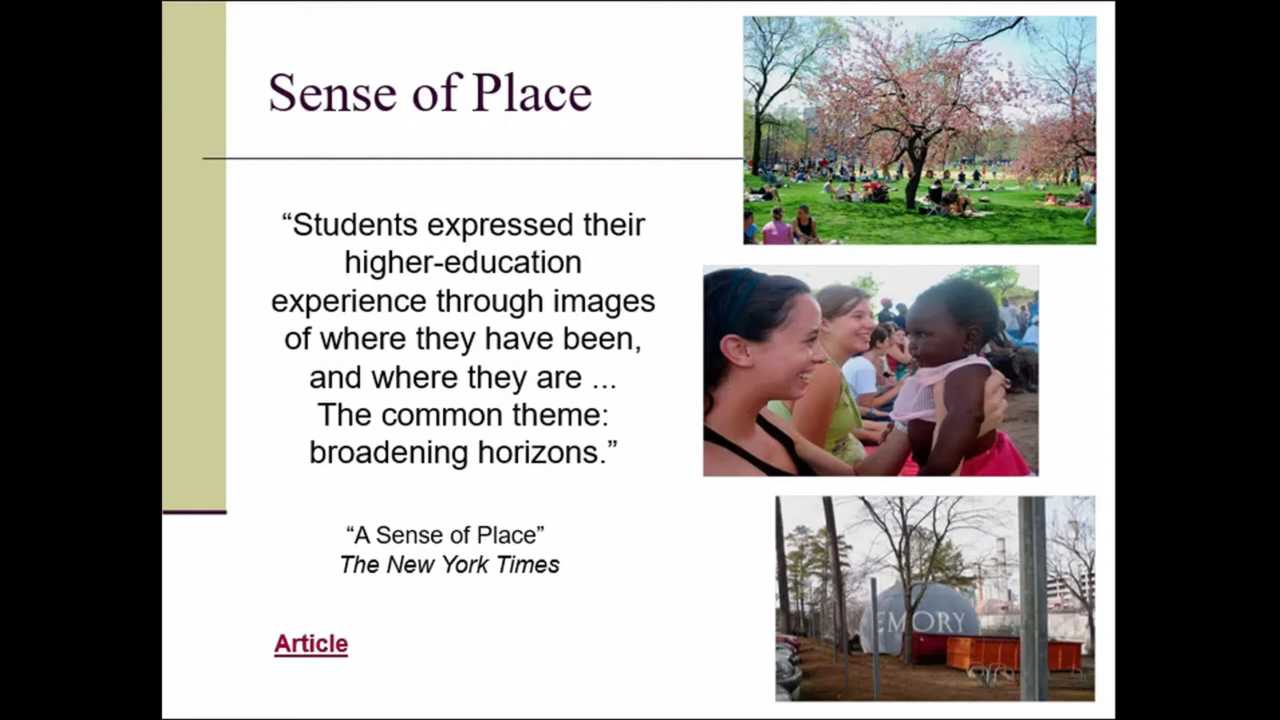 Sense of Place
“Students expressed their
higher-education
experience through images
of where they have been,
and where they are ...
The common theme:
broadening horizons.”
“A Sense of Place”
The New York Times
Article
EMORY